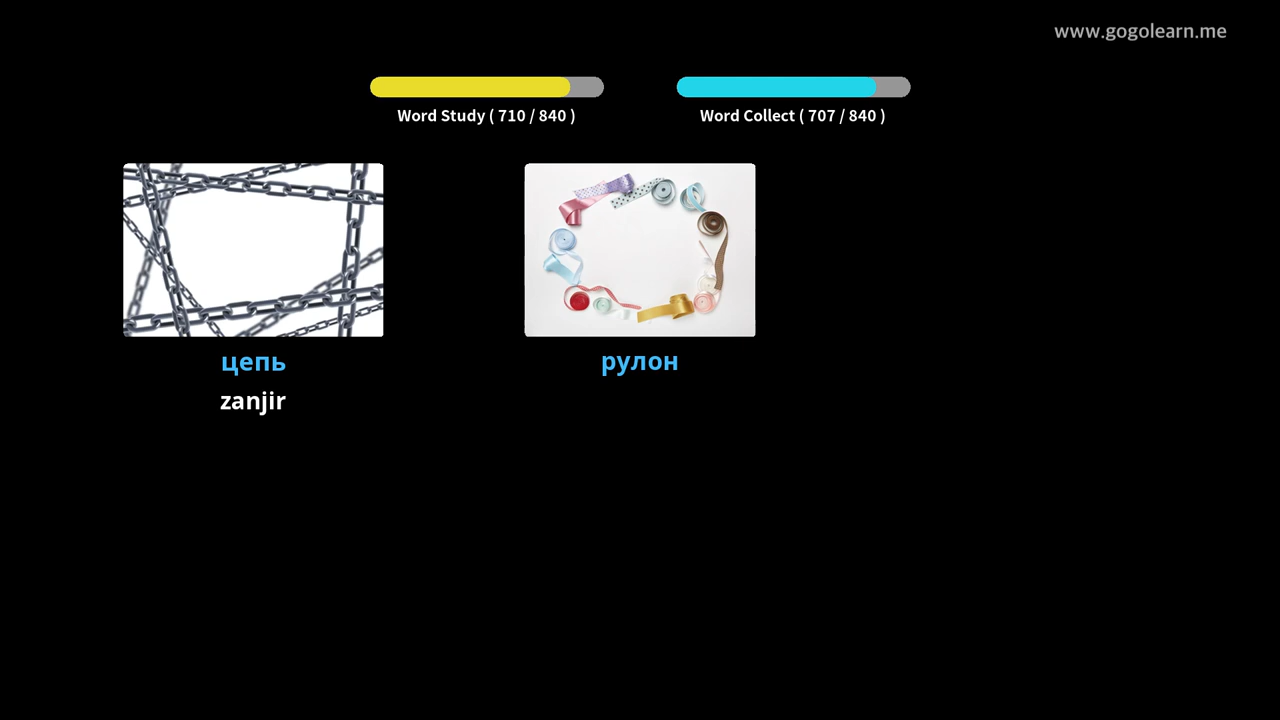 www.gogolearn.me
Word Study ( 710 / 840 )
Word Collect ( 707 / 840 )
цепь
zanjir
рулон